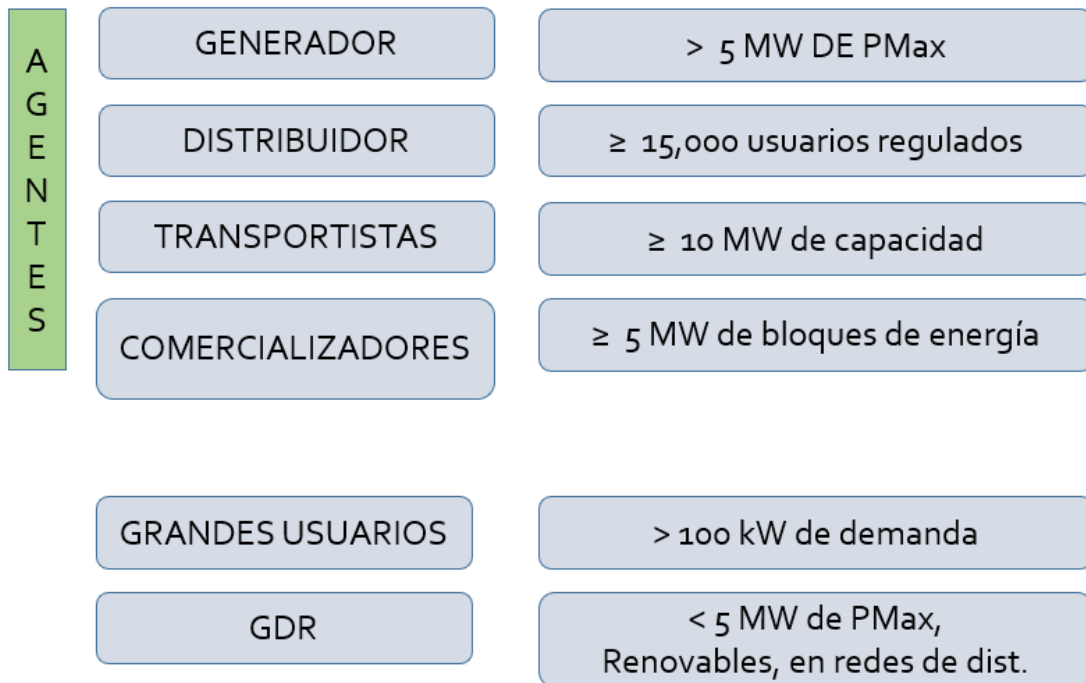 AGENTES
GENERADOR
> 5 MW DE PMax
DISTRIBUIDOR
≥ 15,000 usuarios regulados
TRANSPORTISTAS
≥ 10 MW de capacidad
COMERCIALIZADORES
≥ 5 MW de bloques de energía
GRANDES USUARIOS
> 100 kW de demanda
GDR
< 5 MW de PMax,
Renovables, en redes de dist.